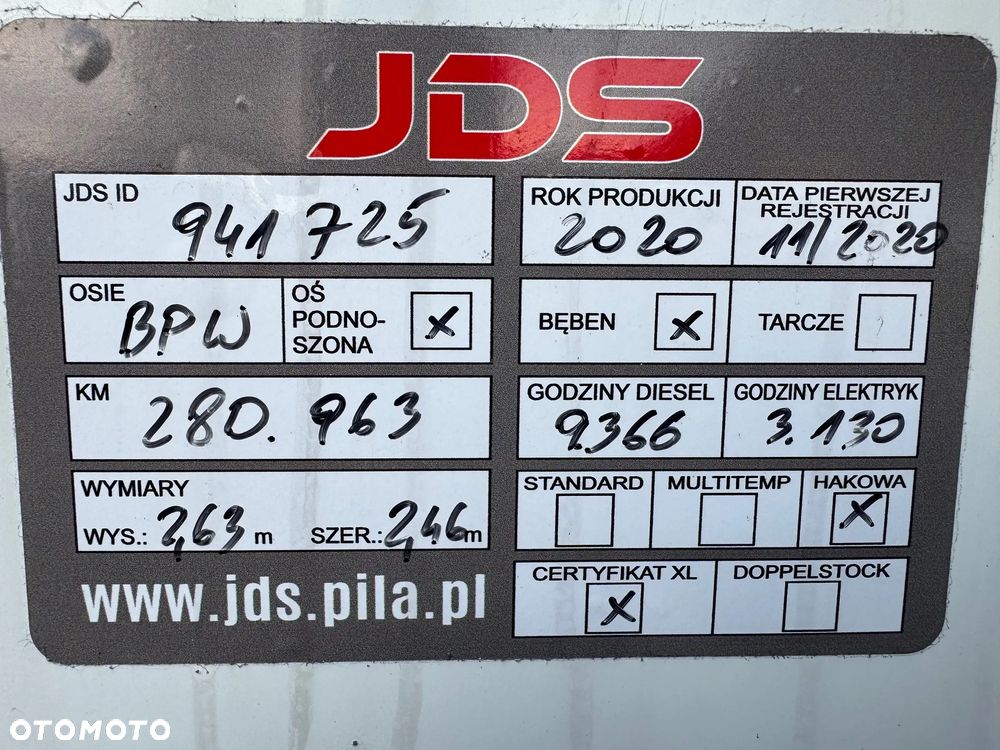 JDS
JDS ID
941 725
ROK PRODUKCJI
2020
DATA PIERWSZEJ
REJESTRACJI
11/2020
OSIE
BPW
OŚ
PODNO-
SZONA
X
BĘBEN X
TARCZE
KM
280.963
GODZINY DIESEL
9.366
GODZINY ELEKTRYK
3.130
WYMIARY
WYS.: 2,63 m SZER.: 2,46 m
STANDARD
MULTITEMP
HAKOWA
X
www.jds.pila.pl
CERTYFIKAT XL
X
DOPPELSTOCK
OTOMOTO